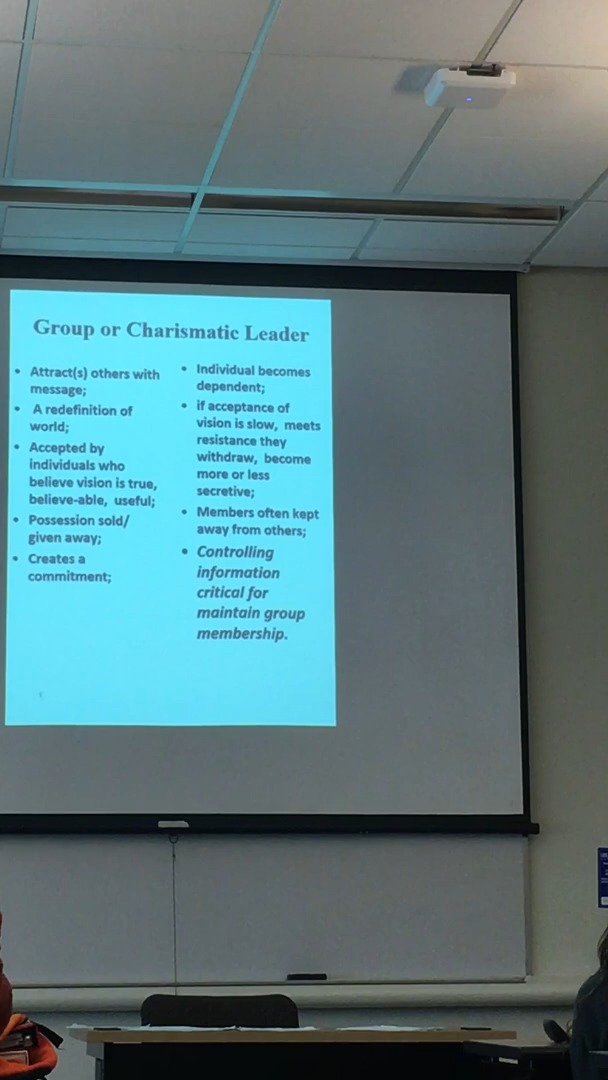 Group or Charismatic Leader
• Attract(s) others with
message;
• A redefinition of
world;
• Accepted by
individuals who
believe vision is true,
believe-able, useful;
• Possession sold/
given away;
• Creates a
commitment;
• Individual becomes
dependent;
• if acceptance of
vision is slow, meets
resistance they
withdraw, become
more or less
secretive;
• Members often kept
away from others;
• Controlling
information
critical for
maintain group
membership.